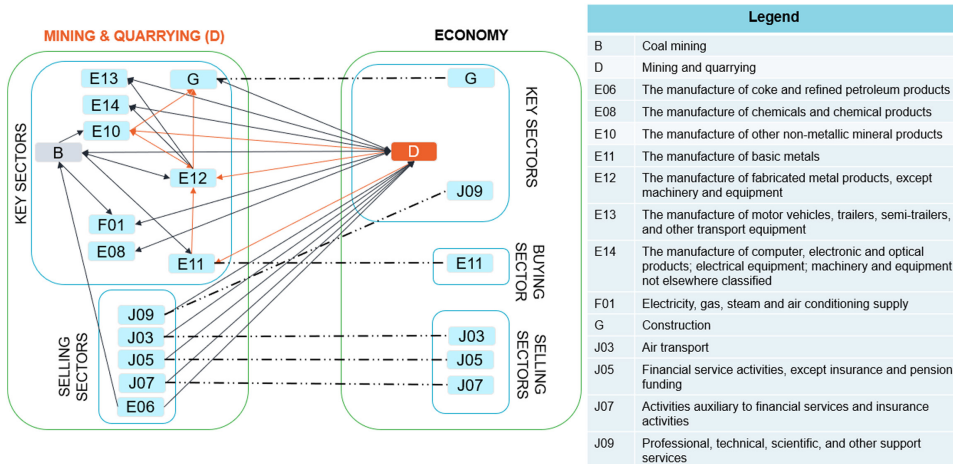 MINING & QUARRYING (D)
ECONOMY
KEY SECTORS
E13
G
E14
E10
B
E12
F01
E08
E11
SELLING
SECTORS
J09
J03
J05
J07
E06
G
D
J09
KEY SECTORS
E11
BUYING
SECTOR
J03
J05
J07
SELLING
SECTORS
Legend
B Coal mining
D Mining and quarrying
E06 The manufacture of coke and refined petroleum products
E08 The manufacture of chemicals and chemical products
E10 The manufacture of other non-metallic mineral products
E11 The manufacture of basic metals
E12 The manufacture of fabricated metal products, except
machinery and equipment
E13 The manufacture of motor vehicles, trailers, semi-trailers,
and other transport equipment
E14 The manufacture of computer, electronic and optical
products; electrical equipment; machinery and equipment
not elsewhere classified
F01 Electricity, gas, steam and air conditioning supply
G Construction
J03 Air transport
J05 Financial service activities, except insurance and pension
funding
J07 Activities auxiliary to financial services and insurance
activities
J09 Professional, technical, scientific, and other support
services